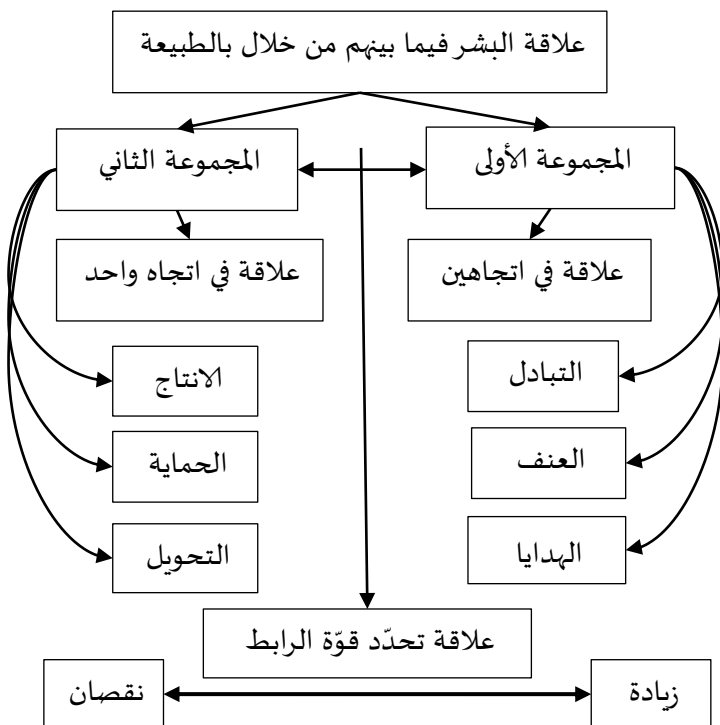 علاقة البشر فيما بينهم من خلال بالطبيعة
المجموعة الأولى
المجموعة الثاني
علاقة في اتجاهين
علاقة في اتجاه واحد
التبادل
الانتاج
العنف
الحماية
الهدايا
التحويل
علاقة تحدّد قوّة الرابط
زيادة
نقصان